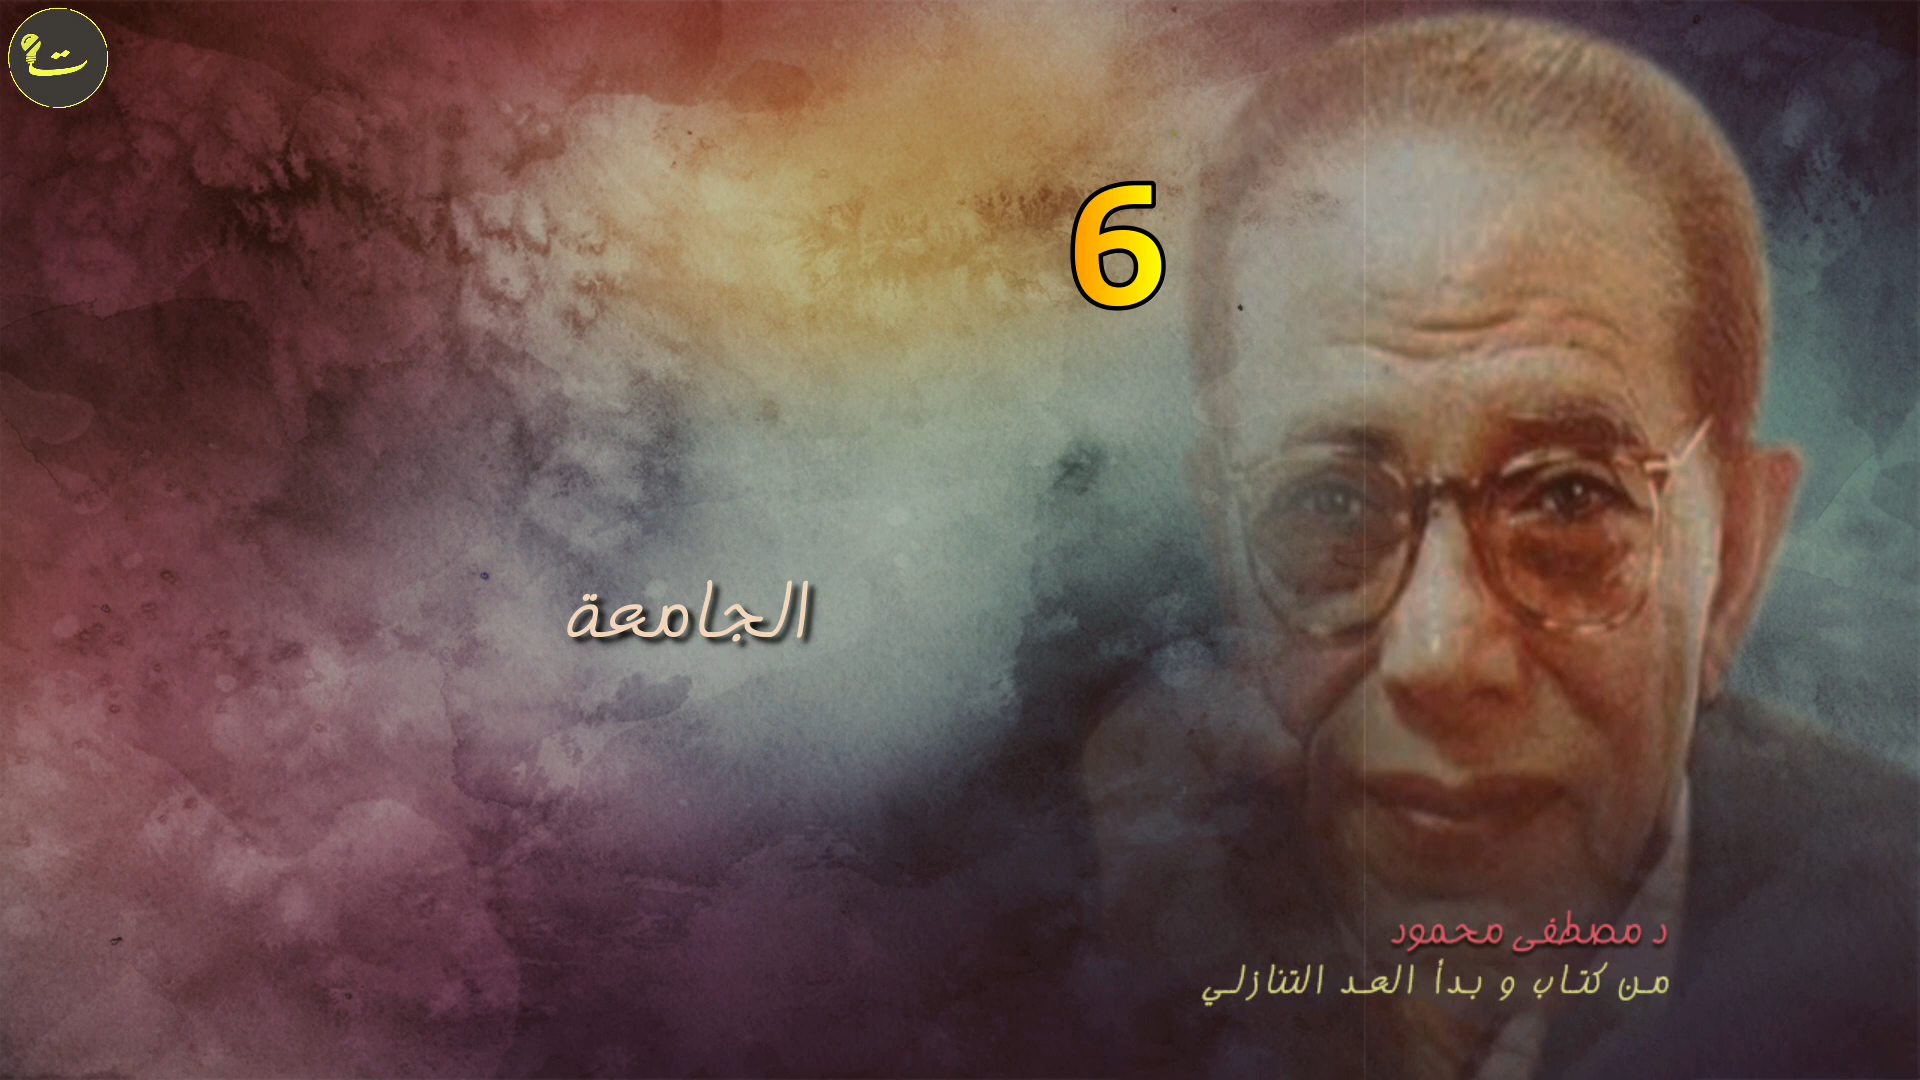 6
الجامعة
د مصطفى محمود
من كتاب و بدأ العد التنازلي